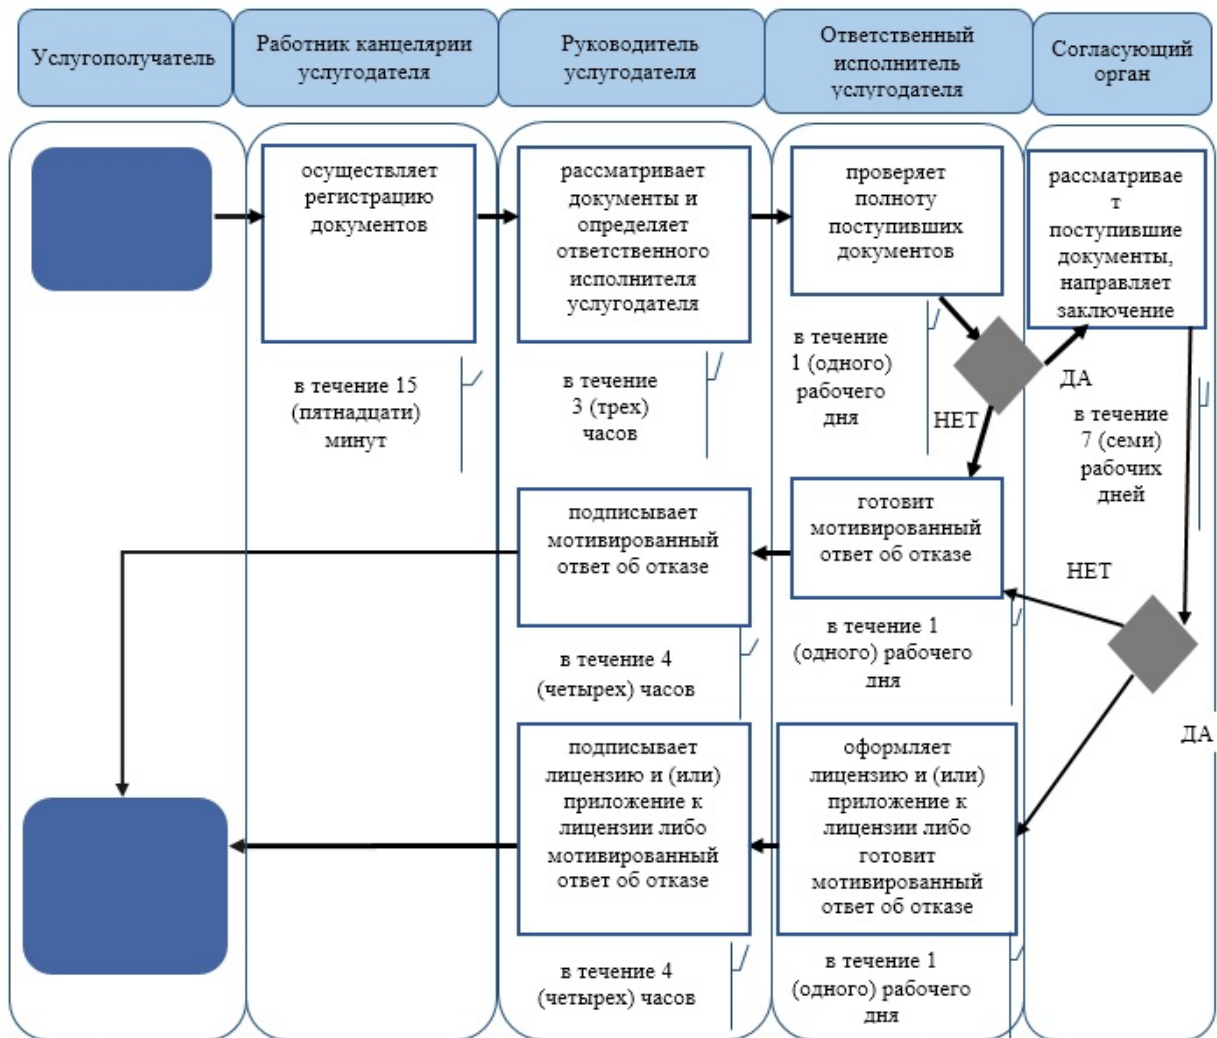 Услугополучатель
Работник канцелярии
услугодателя
Руководитель
услугодателя
Ответственный
исполнитель
услугодателя
Согласующий
орган
осуществляет
регистрацию
документов
рассматривает
документы и
определяет
ответственного
исполнителя
услугодателя
проверяет
полноту
поступивших
документов
рассматривае
т
поступившие
документы,
направляет
заключение
в течение 15
(пятнадцати)
минут
в течение
3 (трех)
часов
в течение
1 (одного)
рабочего
дня
НЕТ
ДА
в течение
7 (семи)
рабочих
дней
подписывает
мотивированный
ответ об отказе
готовит
мотивированный
ответ об отказе
НЕТ
в течение 4
(четырех) часов
в течение 1
(одного) рабочего
дня
ДА
подписывает
лицензию и (или)
приложение к
лицензии либо
мотивированный
ответ об отказе
оформляет
лицензию и (или)
приложение к
лицензии либо
готовит
мотивированный
ответ об отказе
в течение 4
(четырех) часов
в течение 1
(одного) рабочего
дня